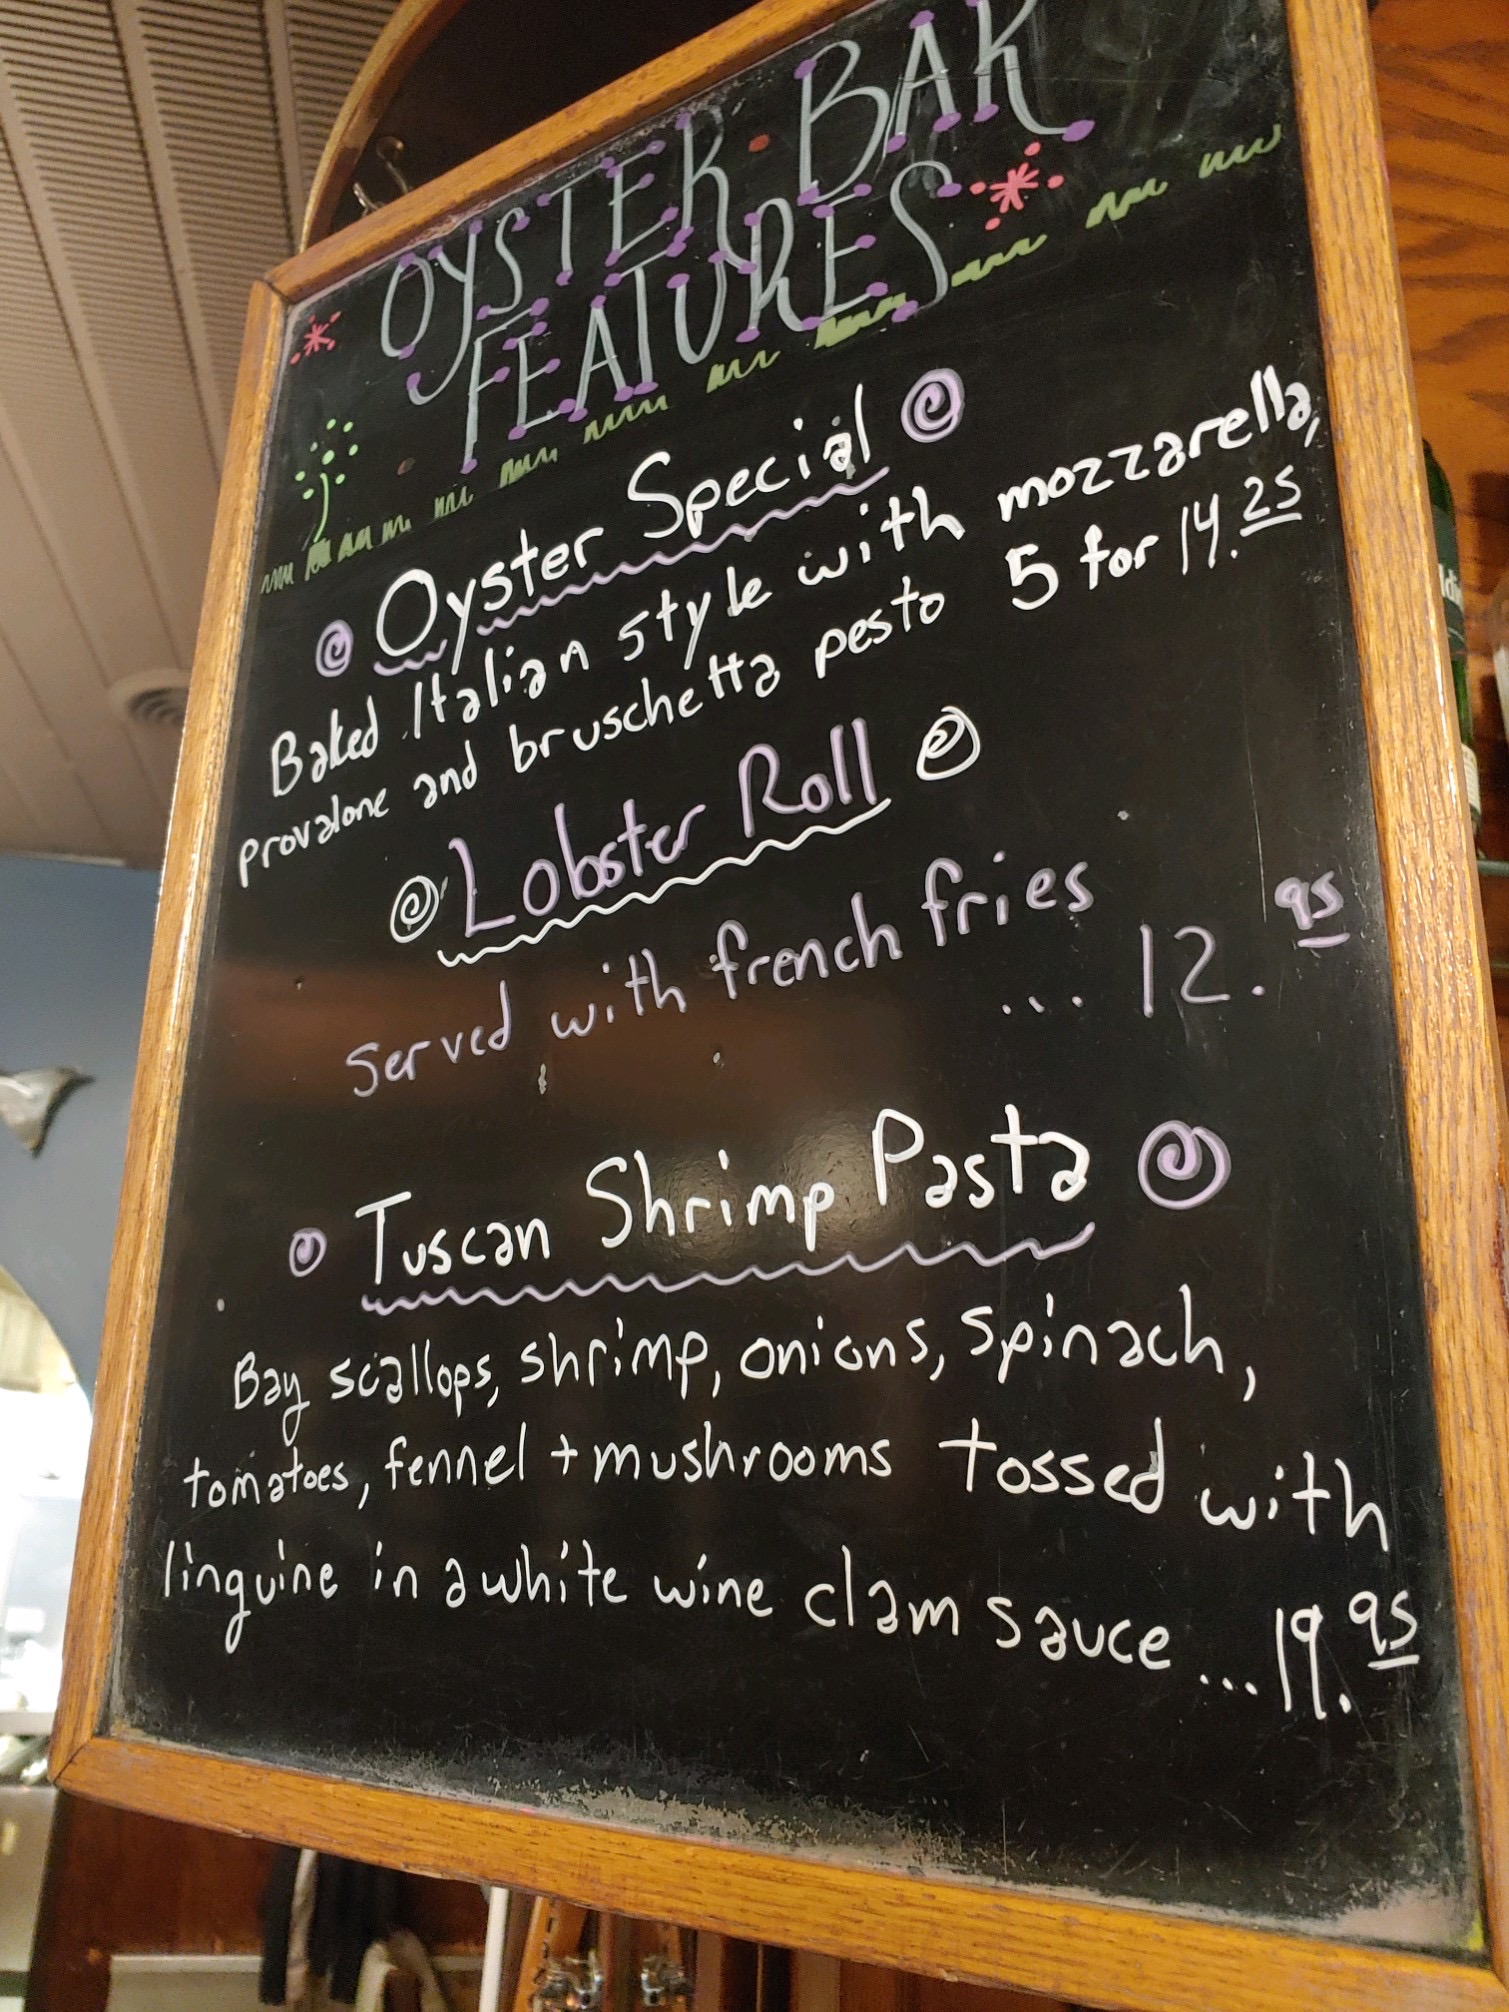 OYSTER • BAR
FEATURES
Oyster Special
Baked Italian style with mozzarella,
provalone and bruschetta pesto 5 for 14.25
Lobster Roll
served with french fries
... 12.95
Tuscan Shrimp Pasta
Bay scallops, shrimp, onions, spinach,
tomatoes, fennel + mushrooms tossed with
linguine in a white wine clam sauce ... 19.95